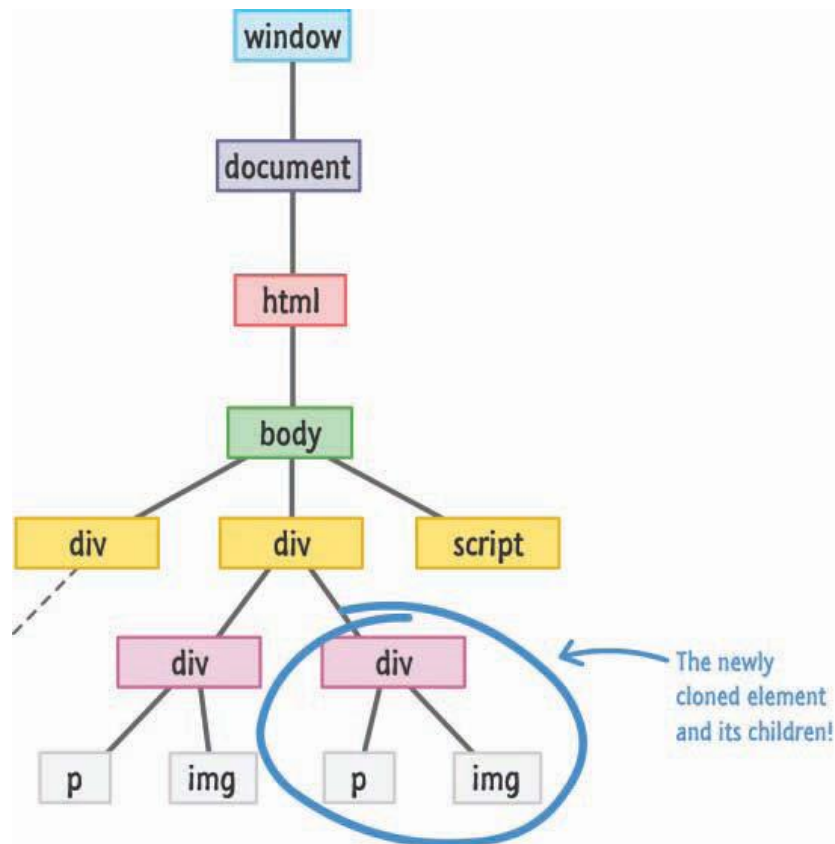 window
document
html
body
div
div
script
div
div
The newly
cloned element
and its children!
p
img
p
img